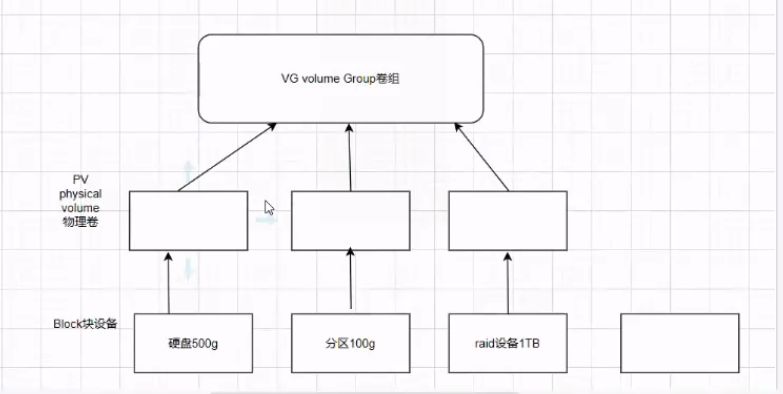 VG volume Group卷组
PV
physical
volume
物理卷
Block块设备
硬盘500g
分区100g
raid设备1TB